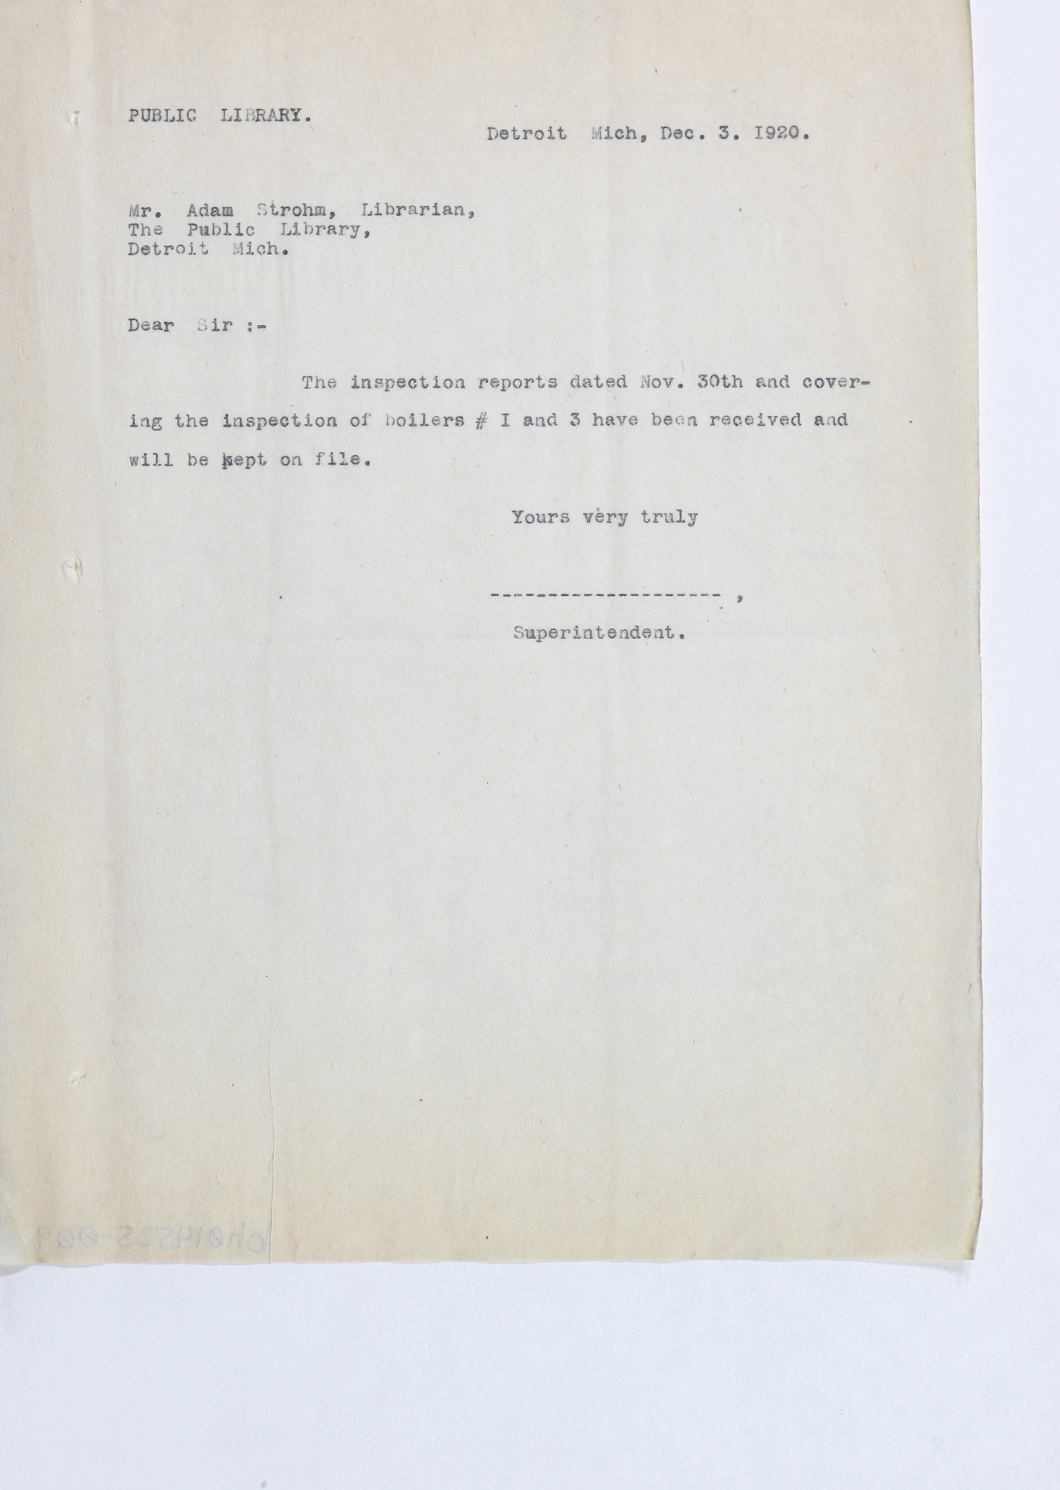 PUBLIC LIBRARY.
Detroit Mich, Dec. 3. I920.
Mr. Adam Strohm, Librarian,
The Public Library,
Detroit Mich.
Dear Sir :-
The inspection reports dated Nov. 30th and cover-
ing the inspection of boilers # I and 3 have been received and
will be kept on file.
Yours very truly
-------------------- ,
Superintendent.